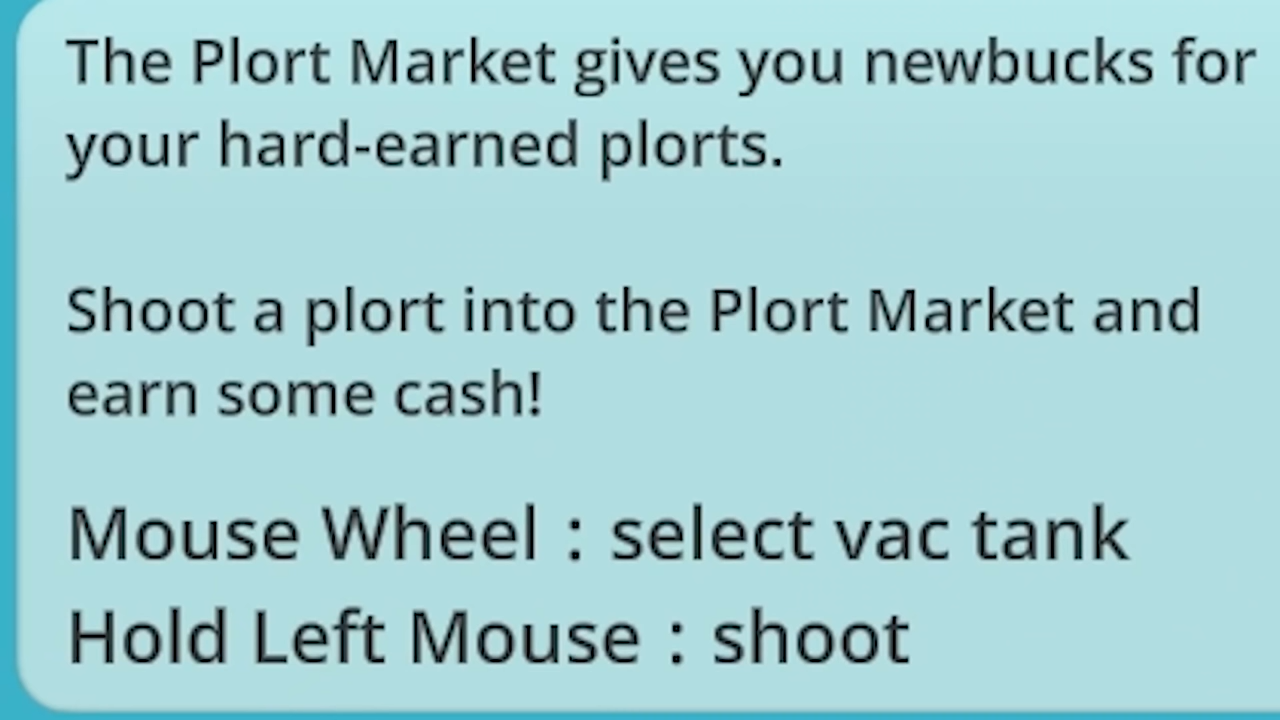 The Plort Market gives you newbucks for
your hard-earned plorts.
Shoot a plort into the Plort Market and
earn some cash!
Mouse Wheel : select vac tank
Hold Left Mouse : shoot